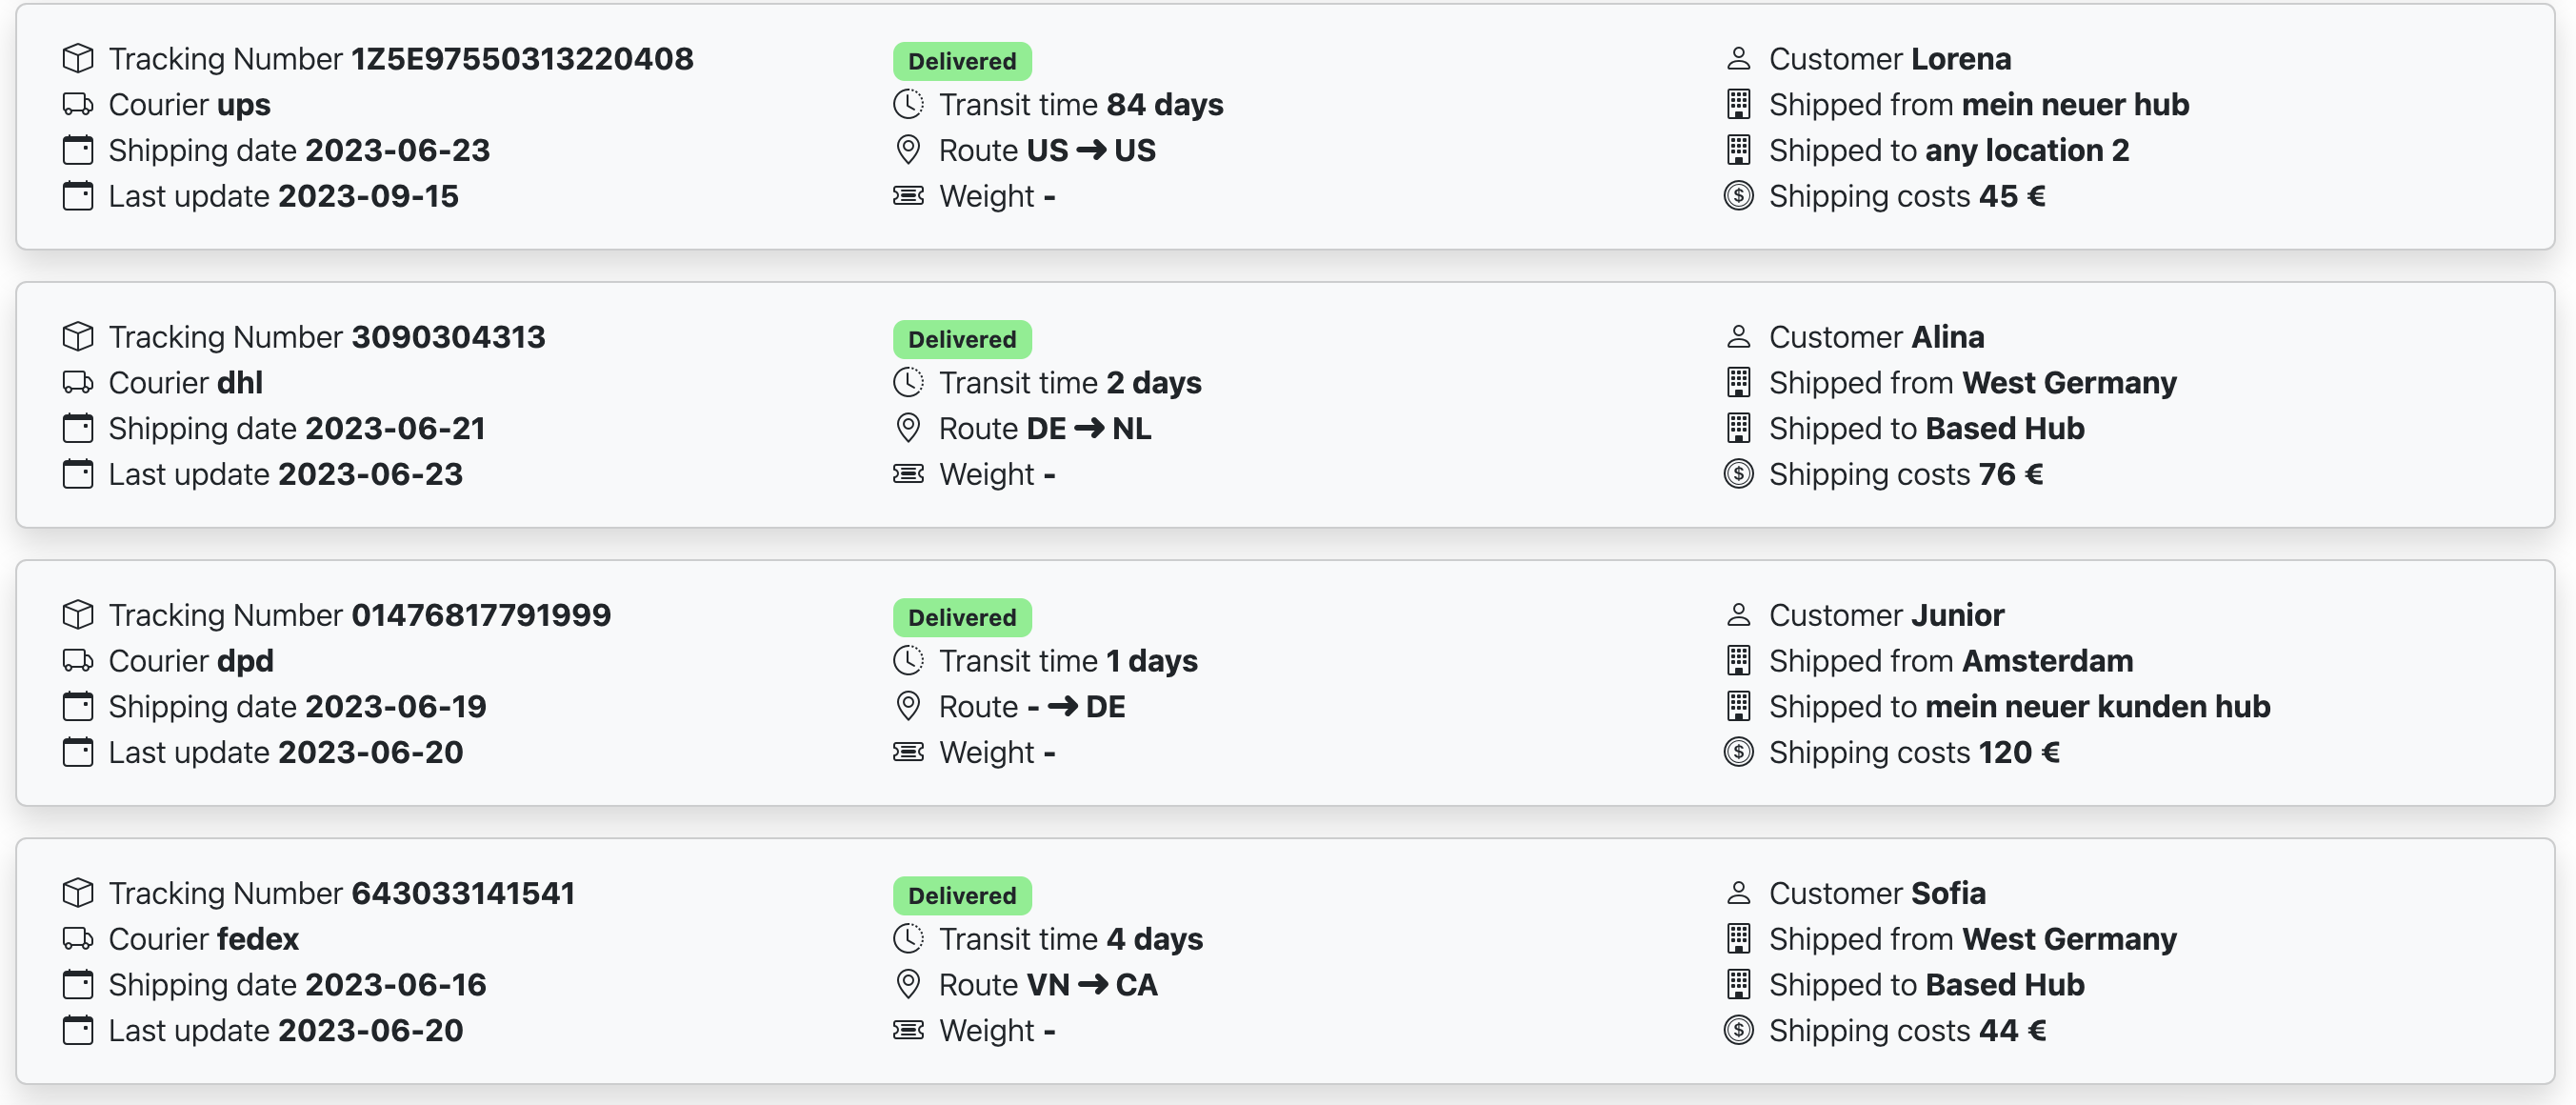 Tracking Number 1Z5E97550313220408
Courier ups
Shipping date 2023-06-23
Last update 2023-09-15
Delivered
Transit time 84 days
Route US ➜ US
Weight -
Customer Lorena
Shipped from mein neuer hub
Shipped to any location 2
Shipping costs 45 €
Tracking Number 3090304313
Courier dhl
Shipping date 2023-06-21
Last update 2023-06-23
Delivered
Transit time 2 days
Route DE ➜ NL
Weight -
Customer Alina
Shipped from West Germany
Shipped to Based Hub
Shipping costs 76 €
Tracking Number 01476817791999
Courier dpd
Shipping date 2023-06-19
Last update 2023-06-20
Delivered
Transit time 1 days
Route - ➜ DE
Weight -
Customer Junior
Shipped from Amsterdam
Shipped to mein neuer kunden hub
Shipping costs 120 €
Tracking Number 643033141541
Courier fedex
Shipping date 2023-06-16
Last update 2023-06-20
Delivered
Transit time 4 days
Route VN ➜ CA
Weight -
Customer Sofia
Shipped from West Germany
Shipped to Based Hub
Shipping costs 44 €